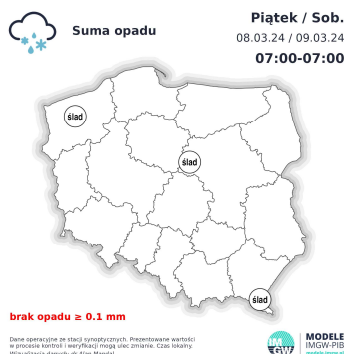 Suma opadu
Piątek / Sob.
08.03.24 / 09.03.24
07:00-07:00
ślad
ślad
ślad
brak opadu ≥ 0.1 mm
Dane operacyjne ze stacji synoptycznych. Prezentowane wartości
w procesie kontroli i weryfikacji mogą ulec zmianie. Czas lokalny.
IM
GW
MODELE
IMGW-PIB